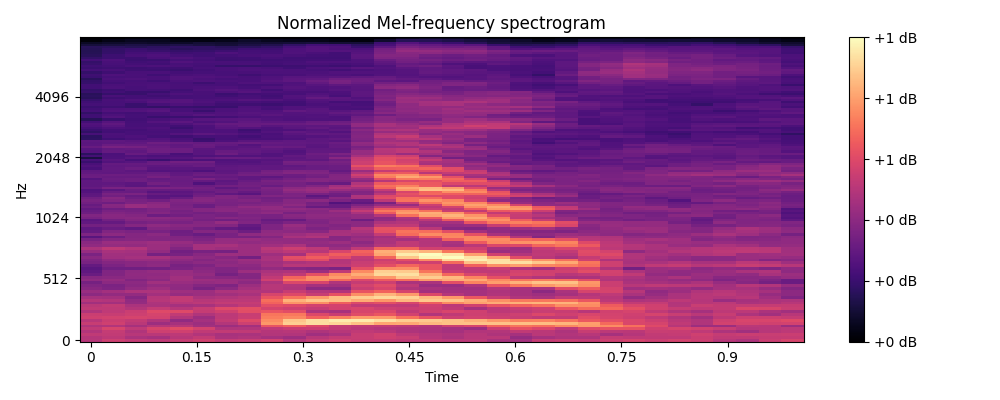 Normalized Mel-frequency spectrogram
Hz
4096
2048
1024
512
0
0 0.15 0.3 0.45 0.6 0.75 0.9
Time
+1 dB
+1 dB
+1 dB
+0 dB
+0 dB
+0 dB